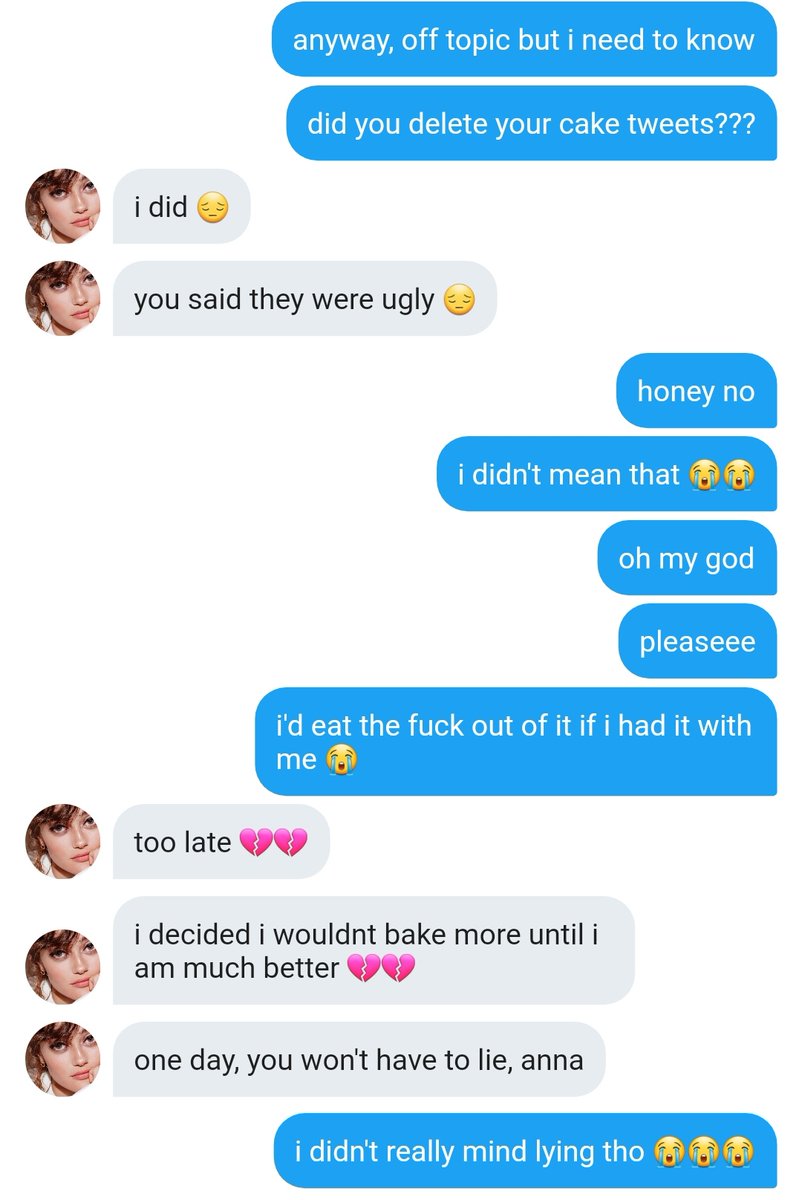 anyway, off topic but i need to know
did you delete your cake tweets???
i did 😔
you said they were ugly 😔
honey no
i didn't mean that 😭😭
oh my god
pleaseee
i'd eat the fuck out of it if i had it with
me 😭
too late 💔💔
i decided i wouldnt bake more until i
am much better 💔💔
one day, you won't have to lie, anna
i didn't really mind lying tho 😭😭😭